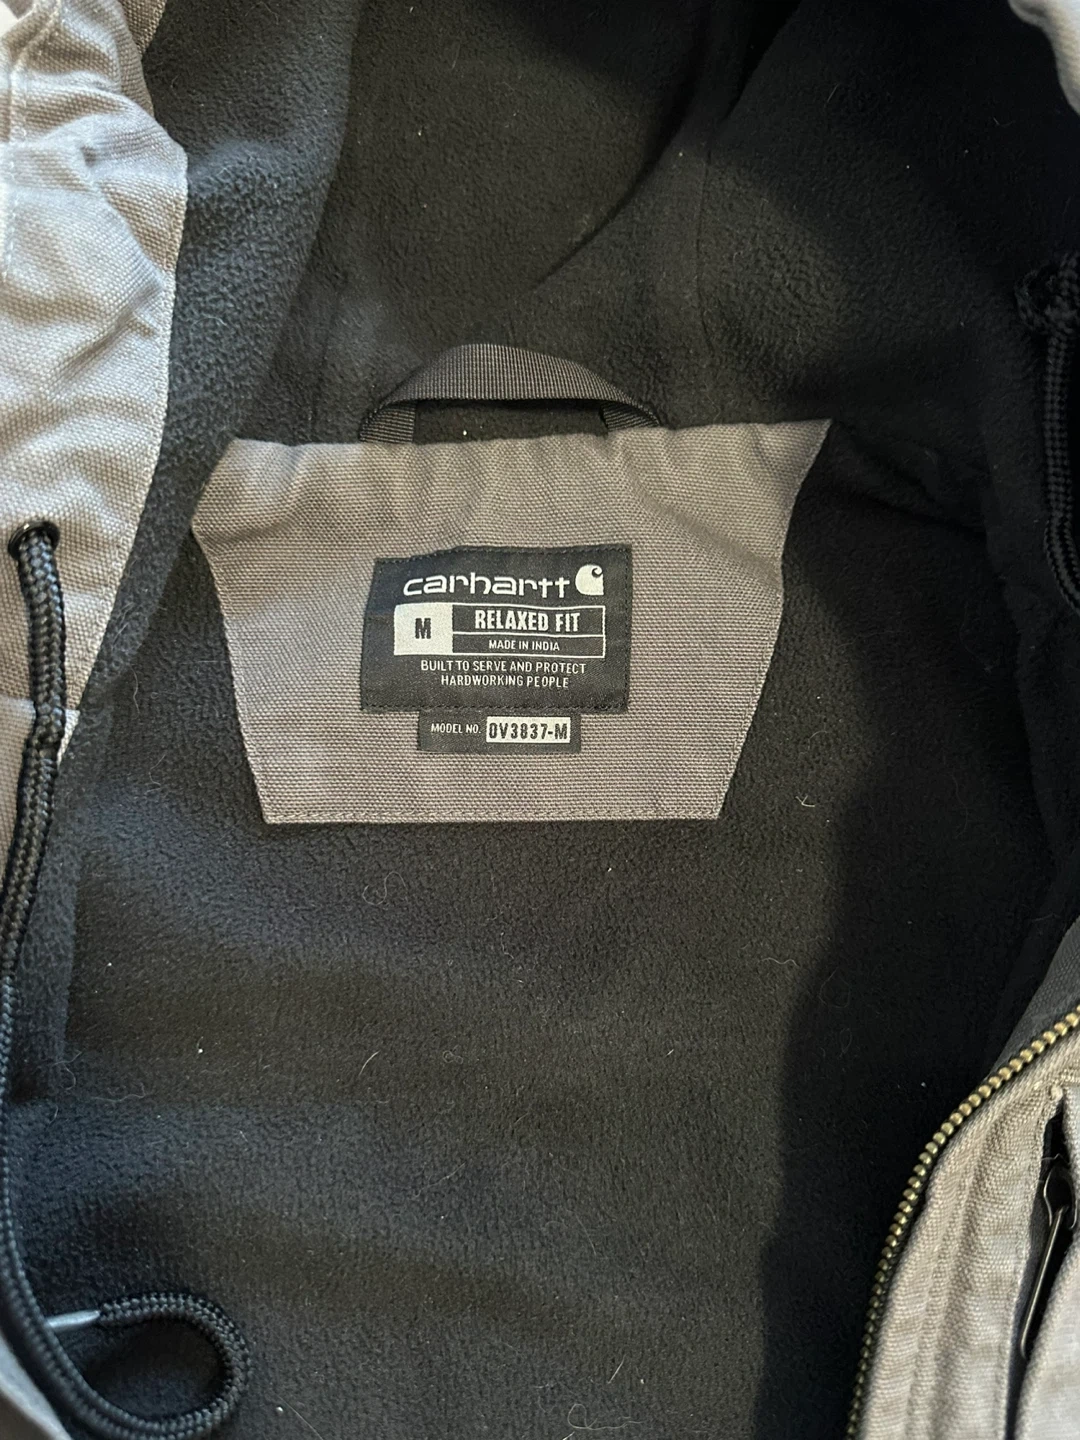 carhartt
M RELAXED FIT
MADE IN INDIA
BUILT TO SERVE AND PROTECT
HARDWORKING PEOPLE
MODEL NO. OV3837-M